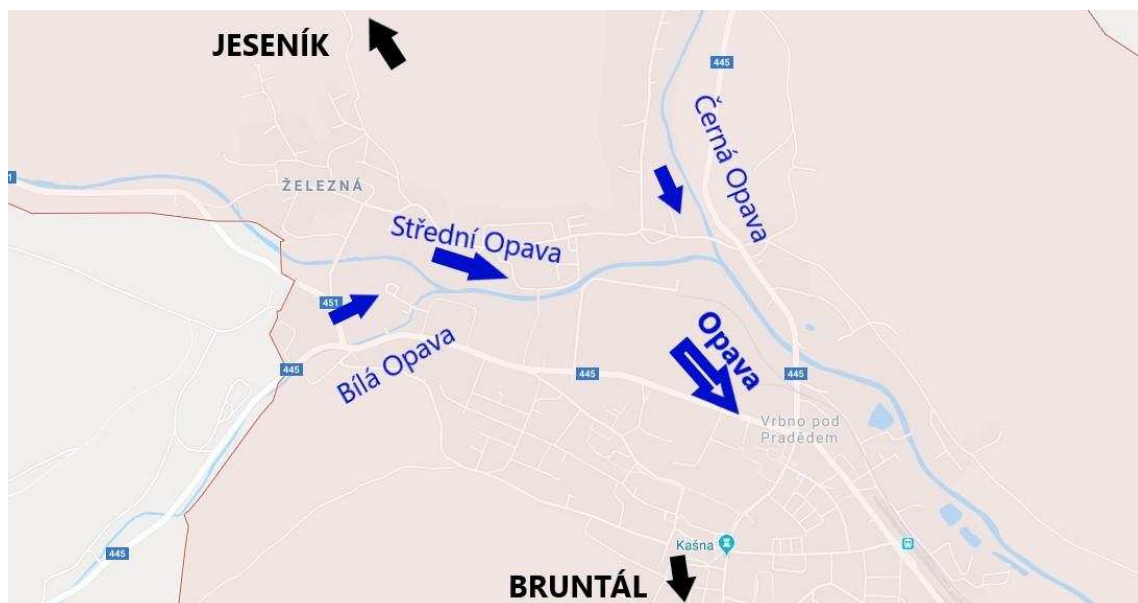 JESENÍK
445
Černá Opava
1
ŽELEZNÁ
Střední Opava
451
Bílá Opava
Opava
445
445
445
Vrbno pod
Pradědem
Kašna
445
BRUNTÁL